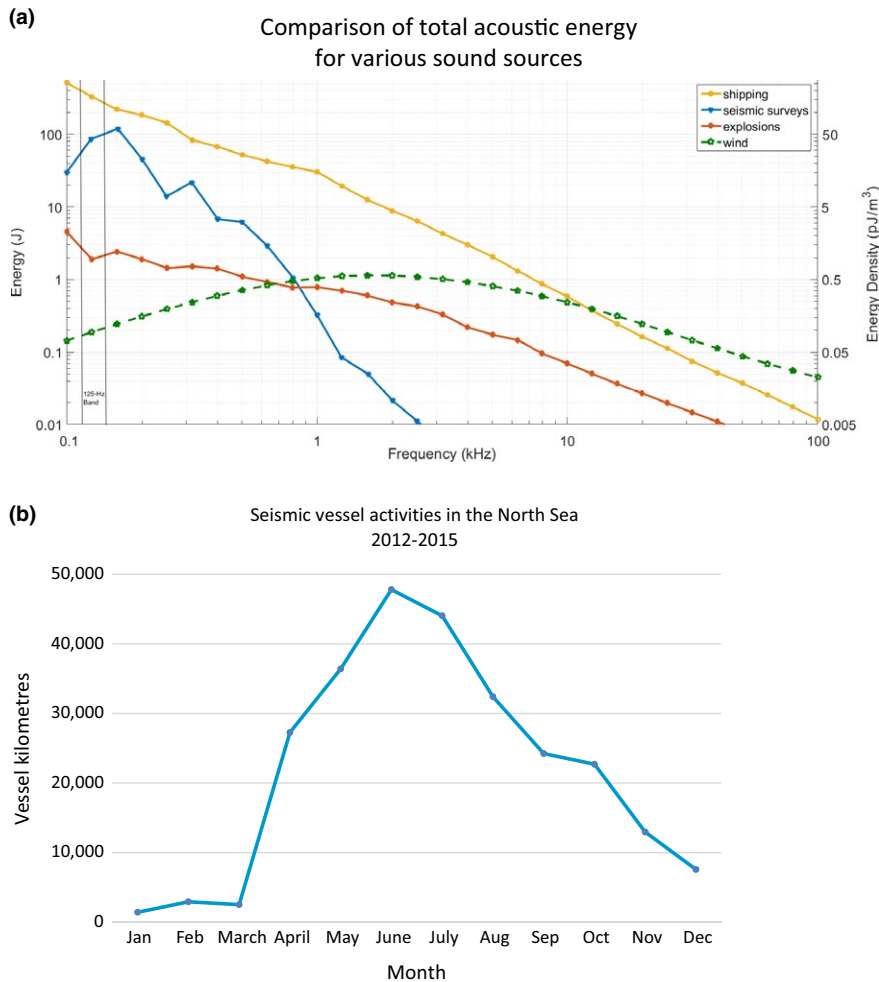 (a)
Comparison of total acoustic energy
for various sound sources
shipping
seismic surveys
explosions
wind
Energy (J)
100
10
1
0.1
0.01
125-Hz
Band
50
5
0.5
0.05
0.005
Energy Density (pJ/m³)
0.1 1 10 100
Frequency (kHz)
(b)
Seismic vessel activities in the North Sea
2012-2015
Vessel kilometres
50,000
40,000
30,000
20,000
10,000
0
Jan Feb March April May June July Aug Sep Oct Nov Dec
Month